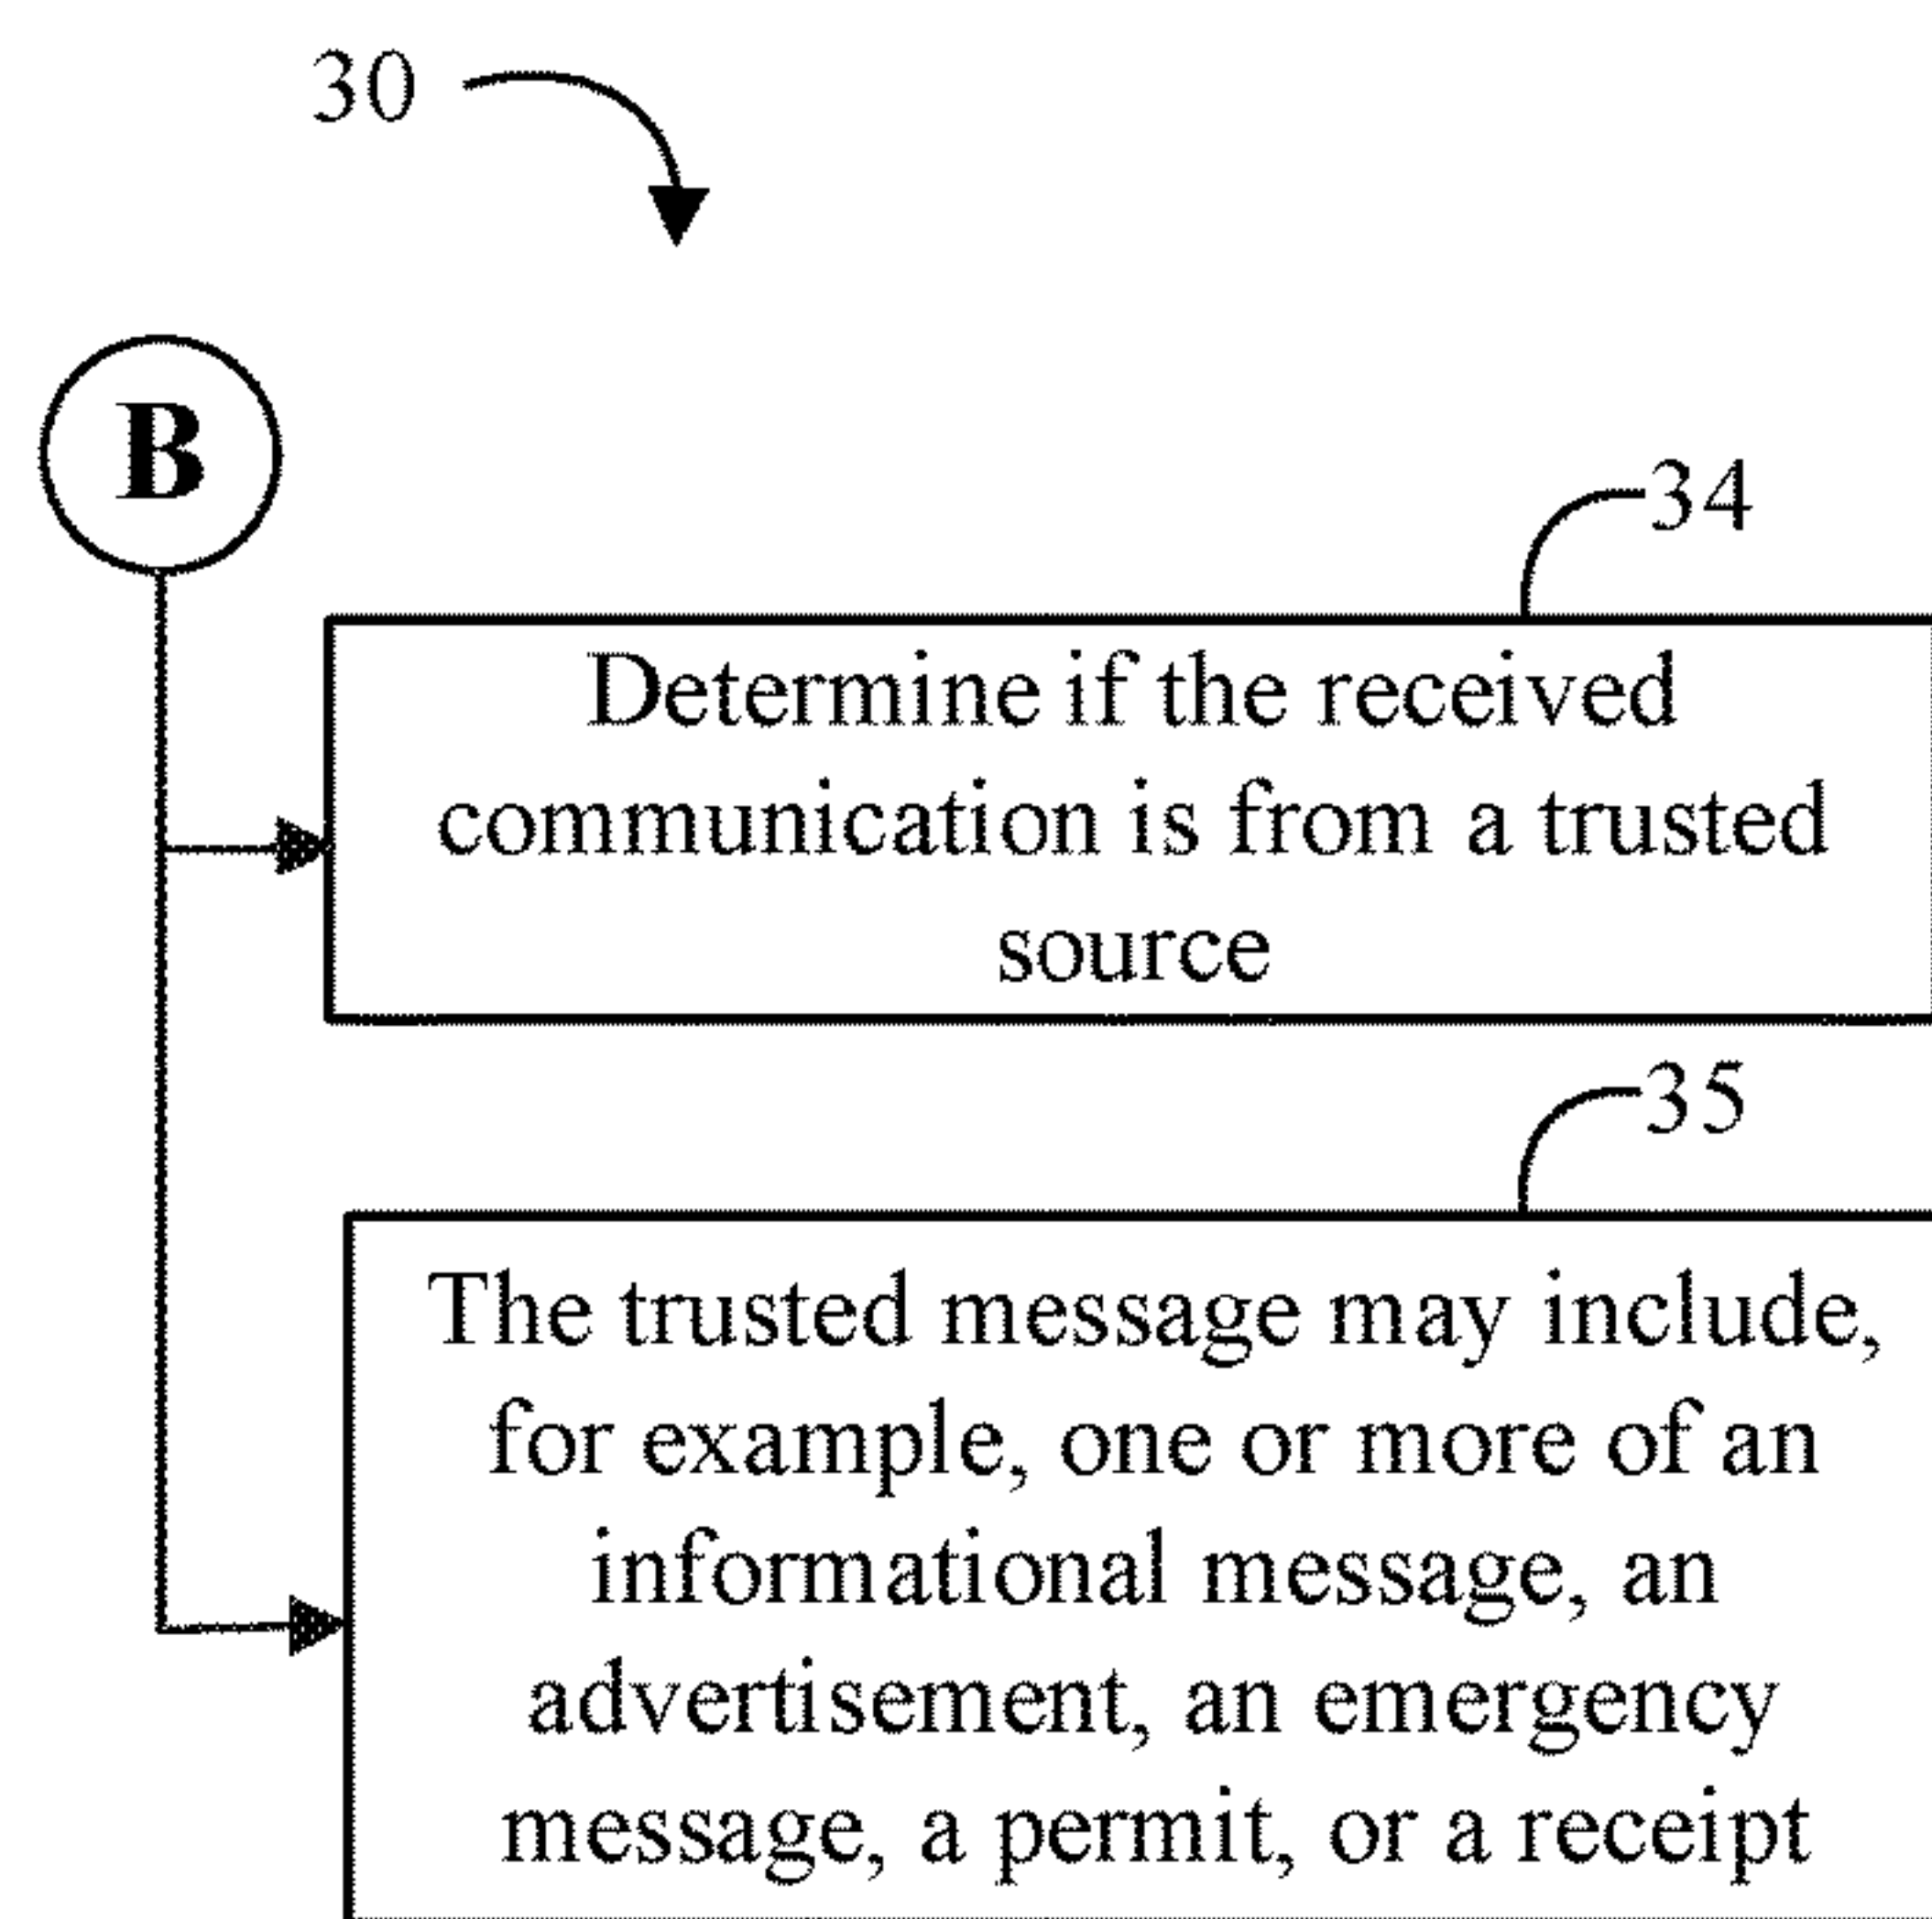 30
B
34
Determine if the received
communication is from a trusted
source
35
The trusted message may include,
for example, one or more of an
informational message, an
advertisement, an emergency
message, a permit, or a receipt